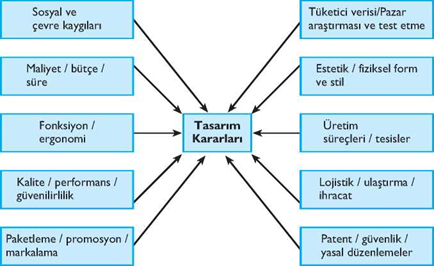 Sosyal ve
çevre kaygıları
Maliyet / bütçe /
süre
Fonksiyon /
ergonomi
Kalite / performans /
güvenilirlilik
Paketleme / promosyon /
markalama
Tasarım
Kararları
Tüketici verisi/Pazar
araştırması ve test etme
Estetik / fiziksel form
ve stil
Üretim
süreçleri / tesisler
Lojistik / ulaştırma /
ihracat
Patent / güvenlik /
yasal düzenlemeler